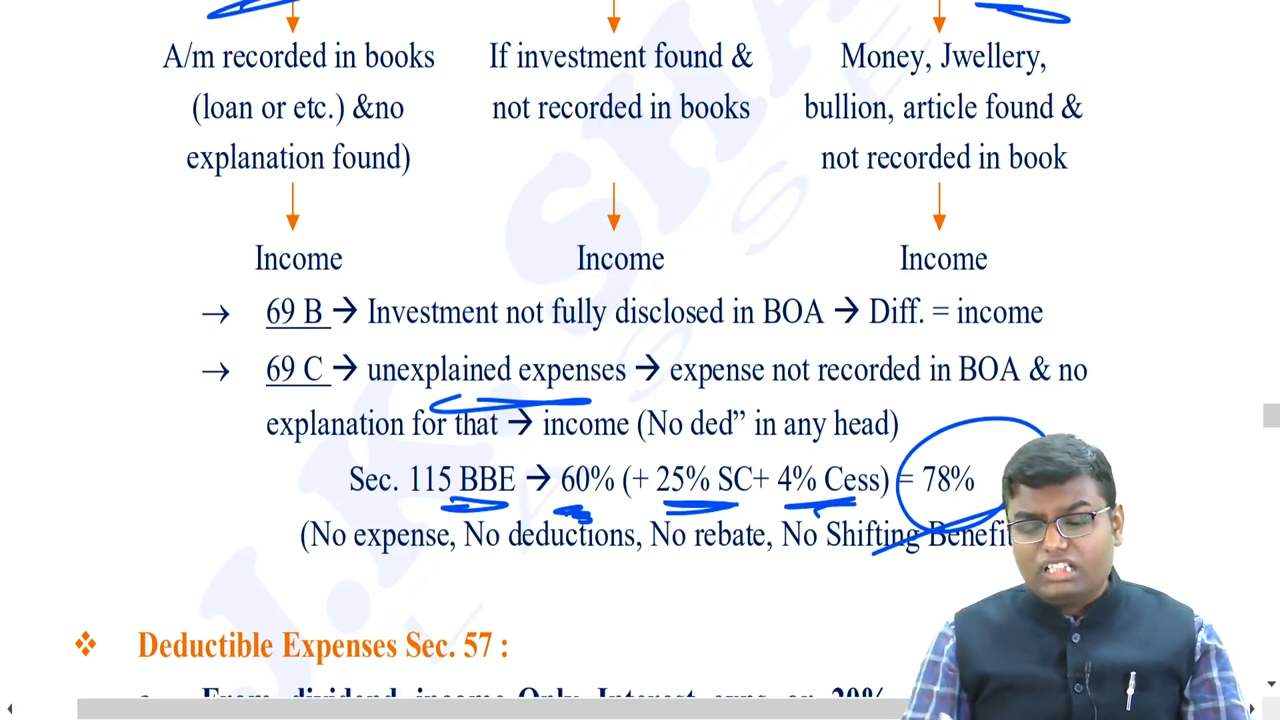 A/m recorded in books
(loan or etc.) &no
explanation found)
If investment found &
not recorded in books
Money, Jwellery,
bullion, article found &
not recorded in book
Income
Income
Income
→ 69 B → Investment not fully disclosed in BOA → Diff. = income
→ 69 C → unexplained expenses → expense not recorded in BOA & no
explanation for that → income (No ded” in any head)
Sec. 115 BBE → 60% (+ 25% SC+ 4% Cess) = 78%
(No expense, No deductions, No rebate, No Shifting Benefit
❖ Deductible Expenses Sec. 57 :